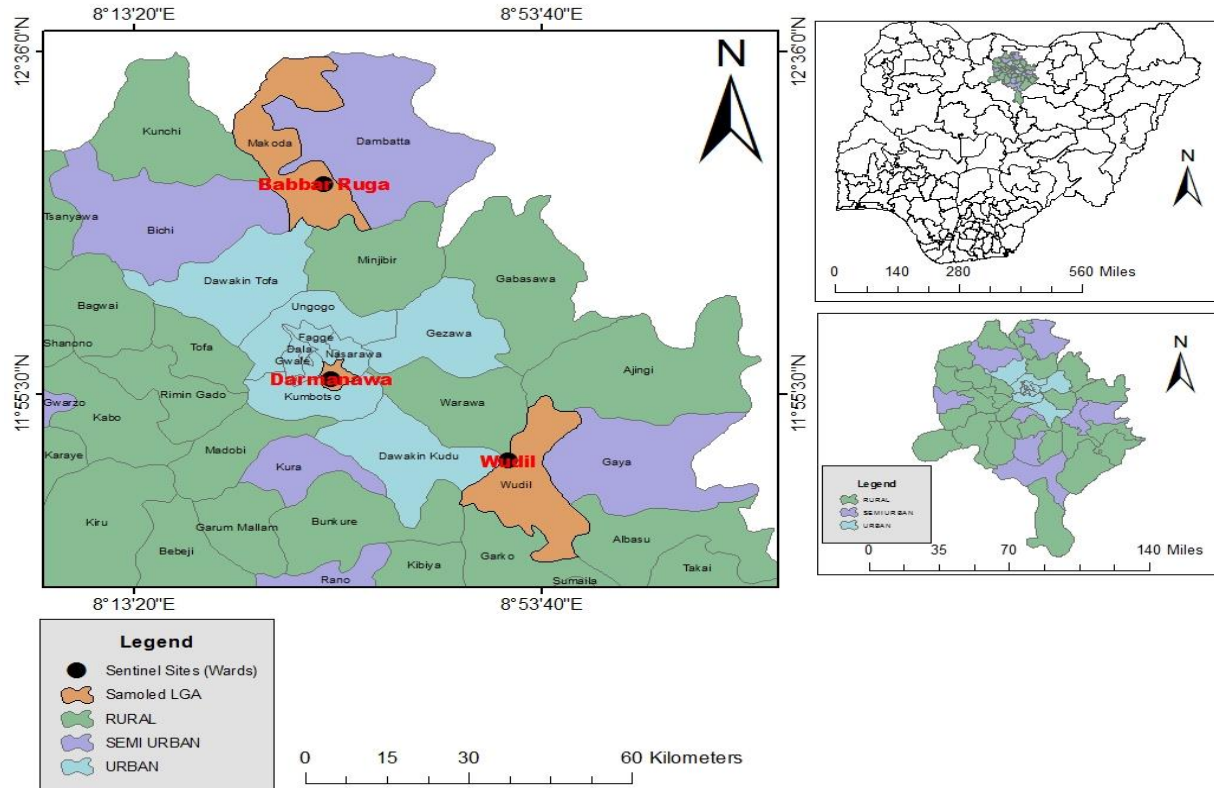 8°13'20"E
8°53'40"E
12°36'0"N
12°36'0"N
N
Kunchi
Makoda
Dambatta
Babbar Ruga
Tsanyawa
Bichi
Minjibir
Gabasawa
Dawakin Tofa
Bagwai
Ungogo
Gezawa
Shanono
Tofa
Fagge
Dala
Nasarawa
Gwale
Ajingi
Darmanawa
11°55'30"N
11°55'30"N
Rimin Gado
Kumbotso
Warawa
Gwarzo
Kabo
Madobi
Dawakin Kudu
Wudil
Karaye
Kura
Gaya
Wudil
Kiru
Garum Mallam
Bunkure
Bebeji
Kibiya
Garko
Albasu
Takai
Rano
Sumaila
8°13'20"E
8°53'40"E
Legend
Sentinel Sites (Wards)
Samoled LGA
RURAL
SEMI URBAN
URBAN
0 15 30 60 Kilometers
N
0 140 280 560 Miles
N
Legend
RURAL
SEMI URBAN
URBAN
0 35 70 140 Miles